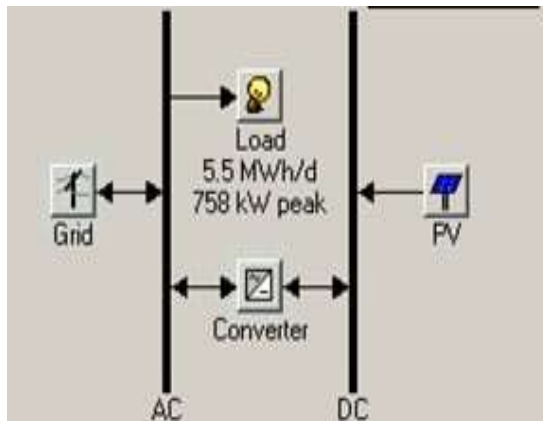 Load
5.5 MWh/d
758 kW peak
Grid
PV
Converter
AC
DC